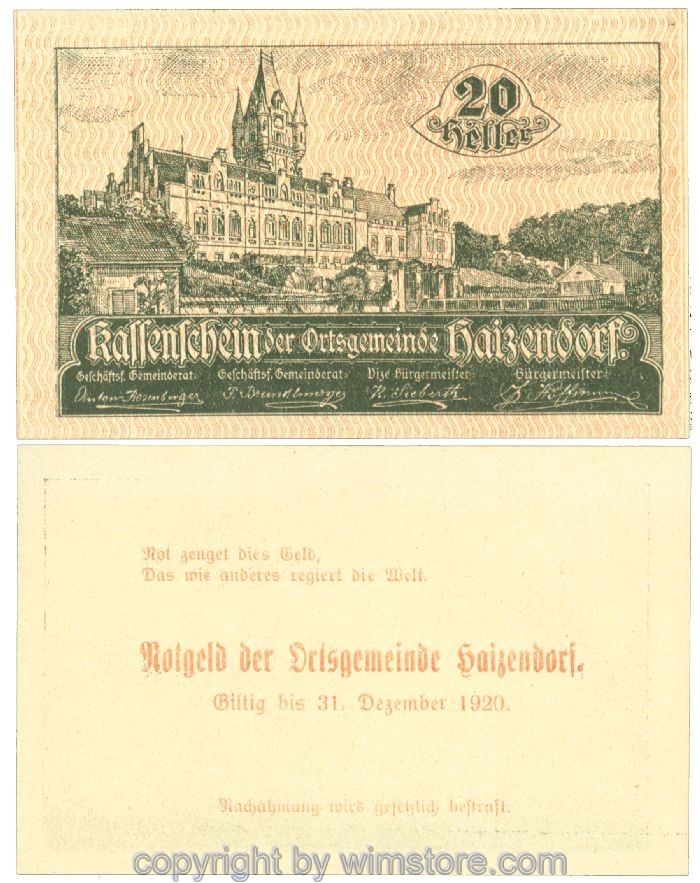 20
Heller
Kassenschein der Ortsgemeinde Haizendorf.
Geschäftsf. Gemeinderat: Geschäftsf. Gemeinderat: Vize Bürgermeister: Bürgermeister:
Anton Rosenberger K. Sieberth
Not zeuget dies Geld,
Das wie anderes regiert die Welt.
Notgeld der Ortsgemeinde Haizendorf.
Giltig bis 31. Dezember 1920.
Nachahmung wird gesetzlich bestraft.
copyright by wimstore.com